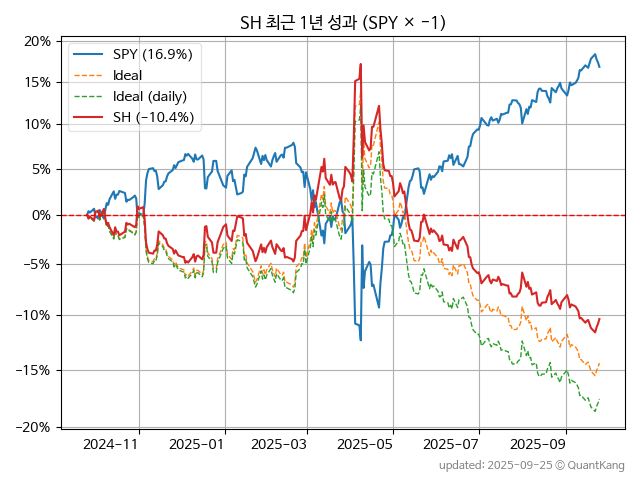 SH 최근 1년 성과 (SPY × −1)
20%
15%
10%
5%
0%
−5%
−10%
−15%
−20%
SPY (16.9%)
Ideal
Ideal (daily)
SH (−10.4%)
2024-11
2025-01
2025-03
2025-05
2025-07
2025-09
updated: 2025-09-25 ⓒ QuantKang